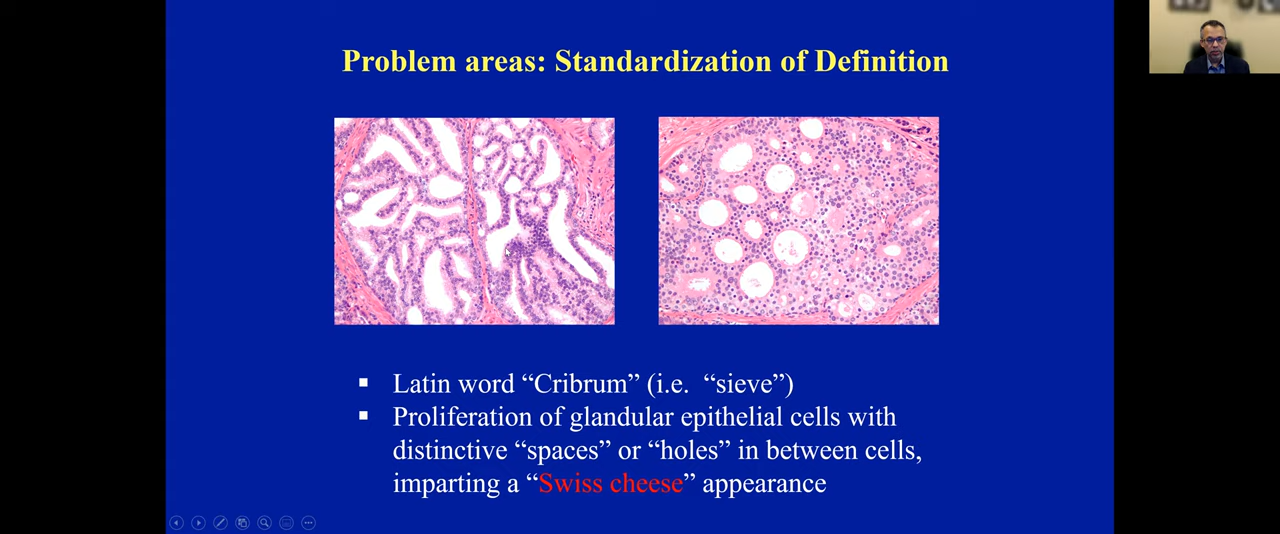 Problem areas: Standardization of Definition
▪ Latin word “Cribrum” (i.e. “sieve”)
▪ Proliferation of glandular epithelial cells with
distinctive “spaces” or “holes” in between cells,
imparting a “Swiss cheese” appearance